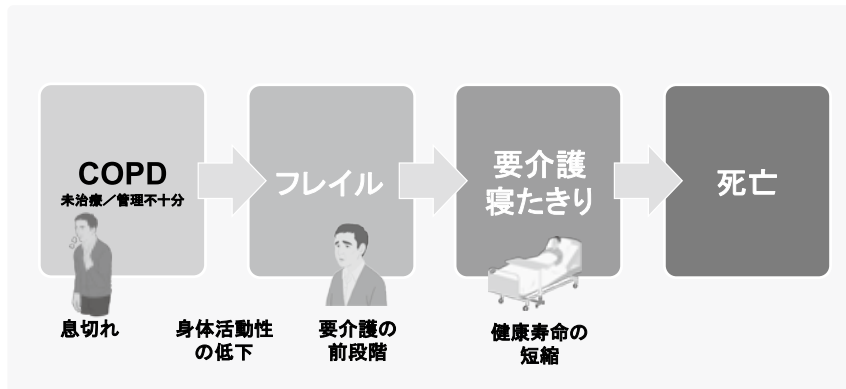 COPD
未治療／管理不十分
フレイル
要介護
寝たきり
死亡
息切れ
身体活動性
の低下
要介護の
前段階
健康寿命の
短縮